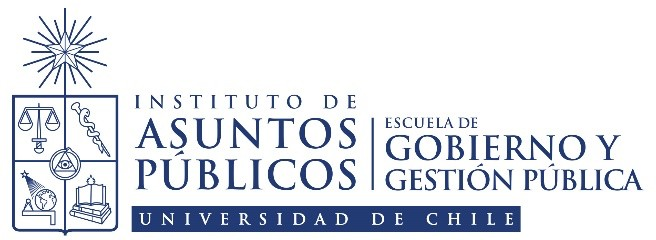 INSTITUTO DE
ASUNTOS
PÚBLICOS
ESCUELA DE
GOBIERNO Y
GESTIÓN PÚBLICA
UNIVERSIDAD DE CHILE